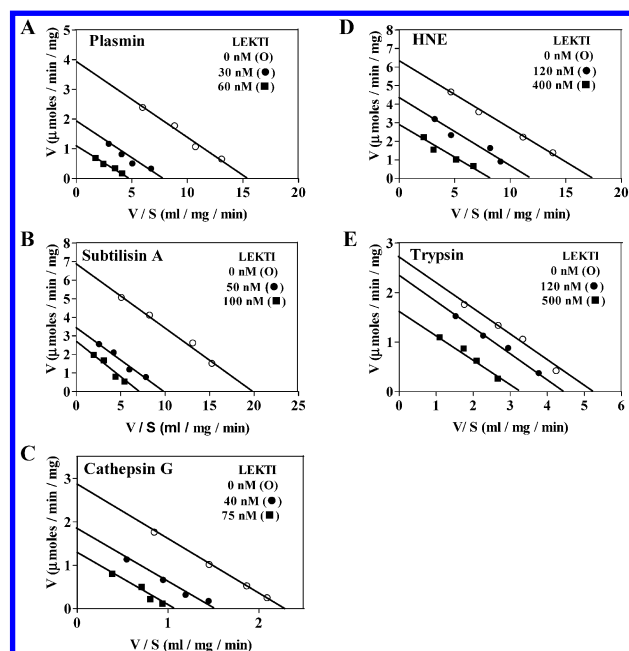 A
Plasmin
LEKTI
0 nM (O)
30 nM (●)
60 nM (■)
V (μmoles / min / mg)
5
4
3
2
1
0
0 5 10 15 20
V / S (ml / mg / min)
B
Subtilisin A
LEKTI
0 nM (O)
50 nM (●)
100 nM (■)
V (μmoles / min / mg)
8
7
6
5
4
3
2
1
0
0 5 10 15 20 25
V / S (ml / mg / min)
C
Cathepsin G
LEKTI
0 nM (O)
40 nM (●)
75 nM (■)
V (μmoles / min / mg)
3
2
1
0
0 1 2
V / S (ml / mg / min)
D
HNE
LEKTI
0 nM (O)
120 nM (●)
400 nM (■)
V (μmoles / min / mg)
8
7
6
5
4
3
2
1
0
0 5 10 15 20
V / S (ml / mg / min)
E
Trypsin
LEKTI
0 nM (O)
120 nM (●)
500 nM (■)
V (μmoles / min / mg)
3
2
1
0
0 1 2 3 4 5 6
V / S (ml / mg / min)